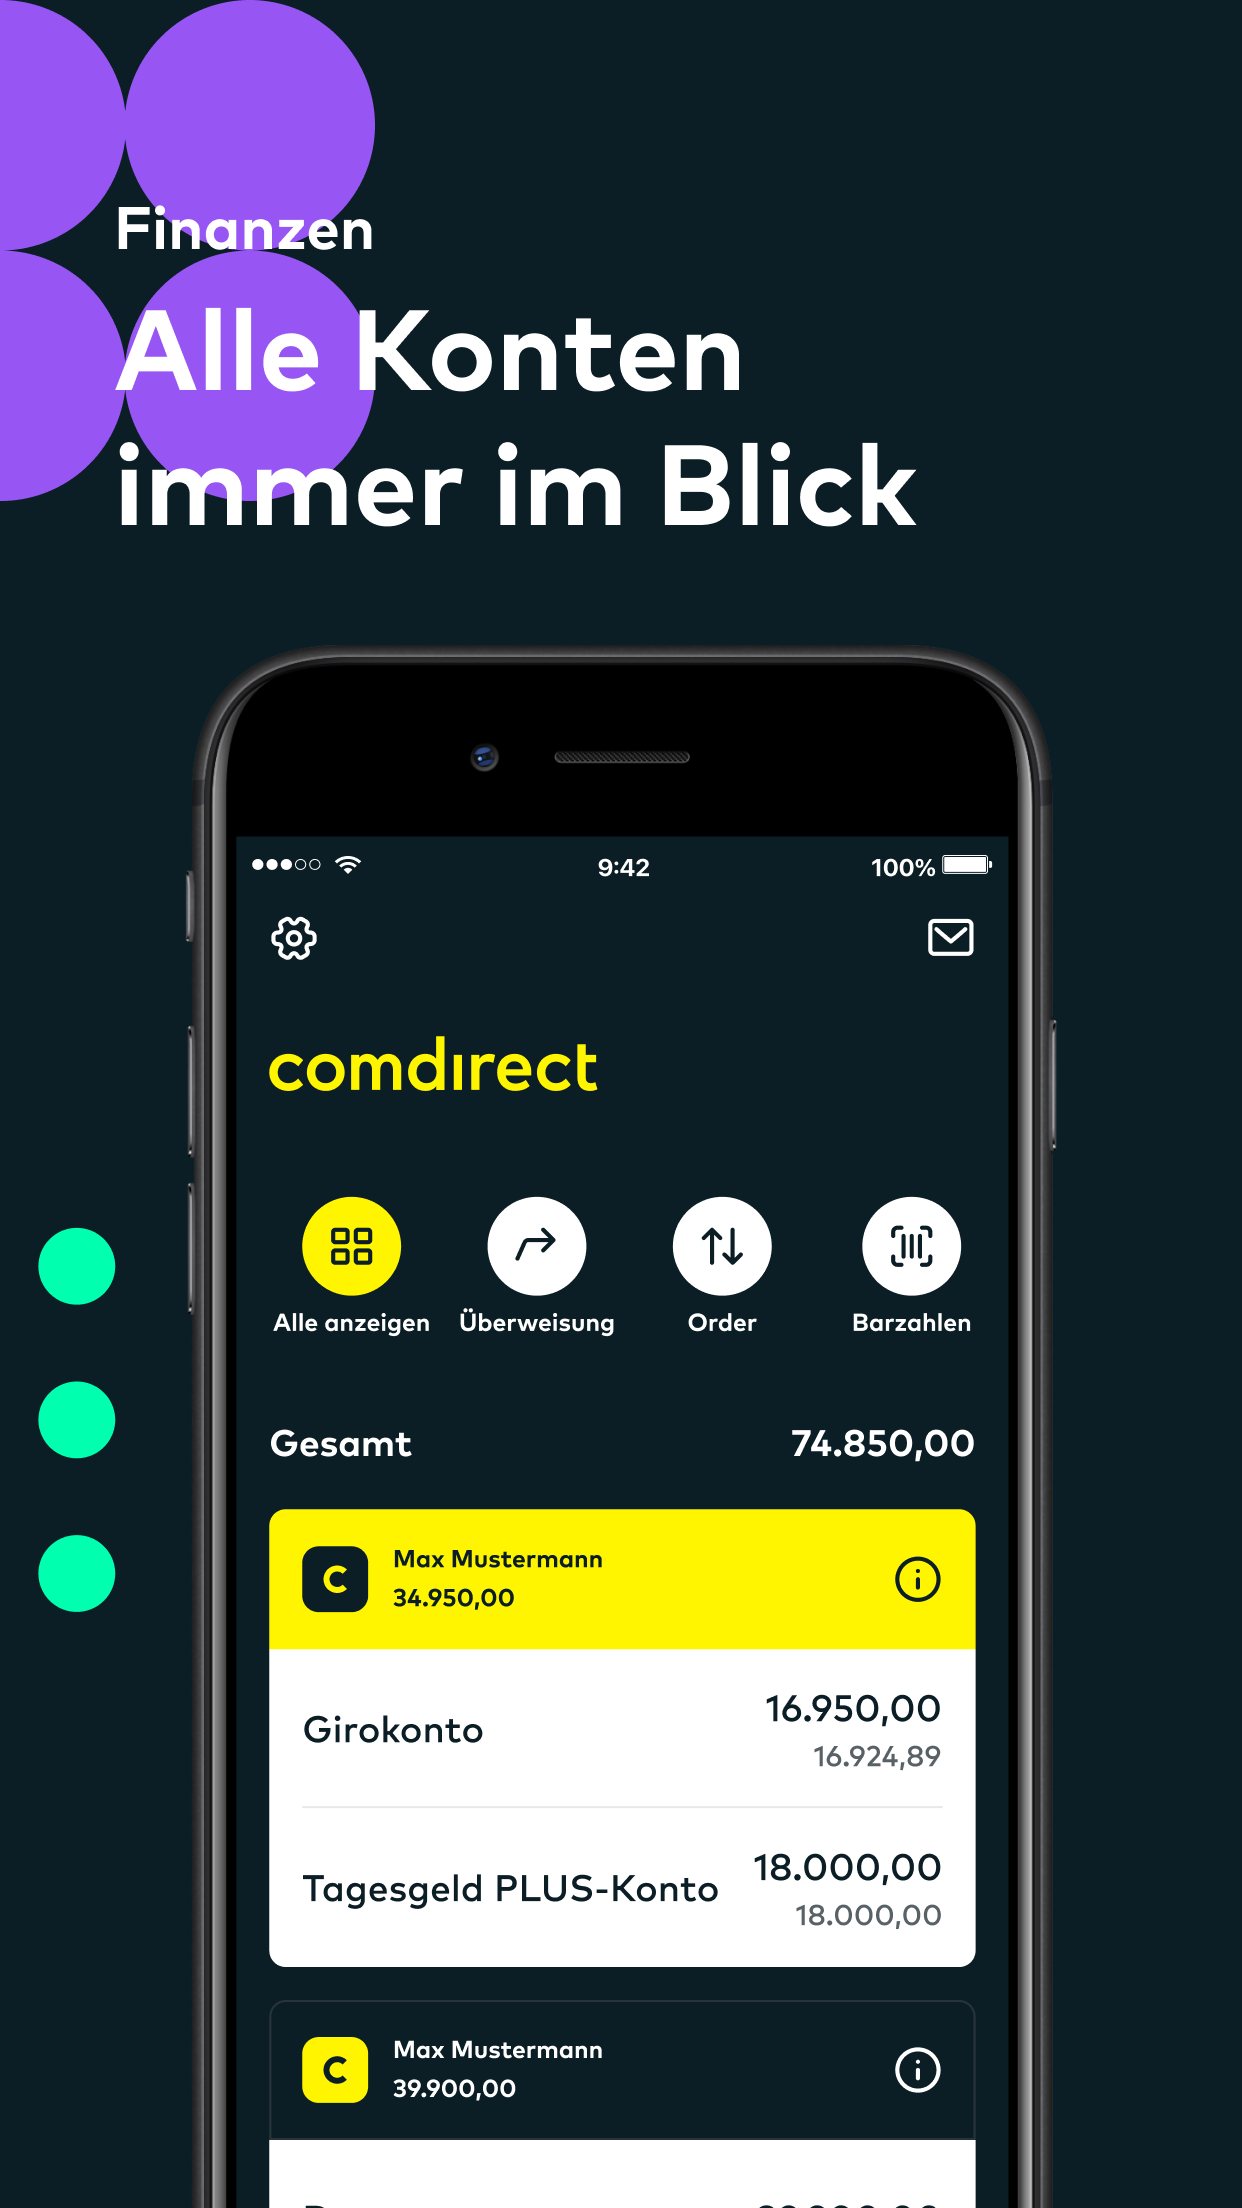 Finanzen
Alle Konten
immer im Blick
9:42
100%
comdirect
Alle anzeigen
Überweisung
Order
Barzahlen
Gesamt
74.850,00
C
Max Mustermann
34.950,00
Girokonto
16.950,00
16.924,89
Tagesgeld PLUS-Konto
18.000,00
18.000,00
C
Max Mustermann
39.900,00